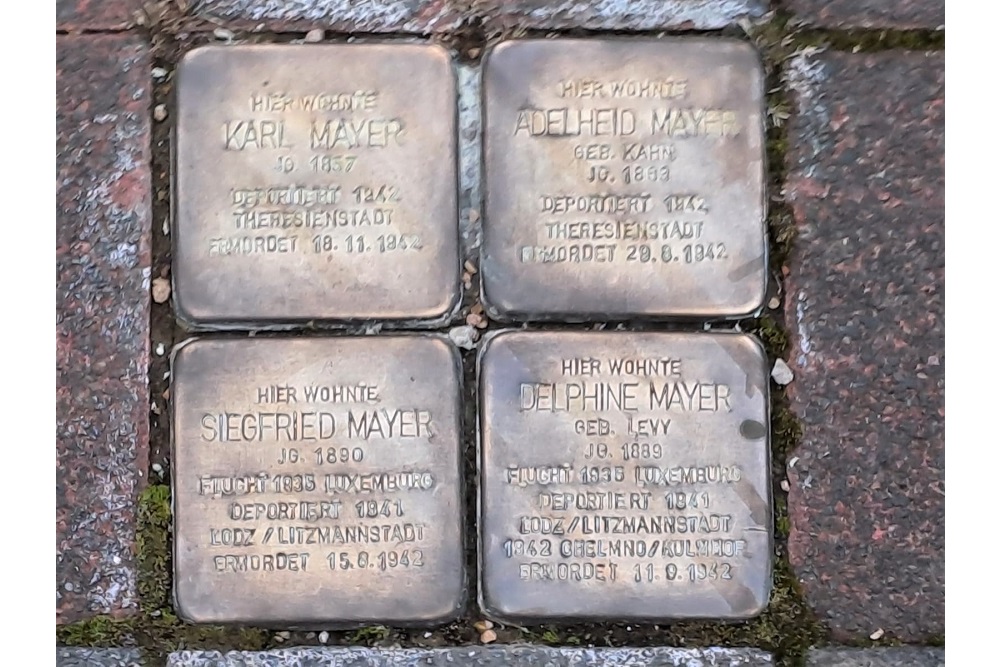 HIER WOHNTE
KARL MAYER
JG. 1857
DEPORTIERT 1942
THERESIENSTADT
ERMORDET 18.11.1942
HIER WOHNTE
ADELHEID MAYER
GEB. KAHN
JG. 1863
DEPORTIERT 1942
THERESIENSTADT
ERMORDET 29.8.1942
HIER WOHNTE
SIEGFRIED MAYER
JG. 1890
FLUCHT 1935 LUXEMBURG
DEPORTIERT 1941
LODZ / LITZMANNSTADT
ERMORDET 15.8.1942
HIER WOHNTE
DELPHINE MAYER
GEB. LEVY
JG. 1889
FLUCHT 1935 LUXEMBURG
DEPORTIERT 1941
LODZ/LITZMANNSTADT
1942 CHELMNO/KULMHOF
ERMORDET 11.9.1942